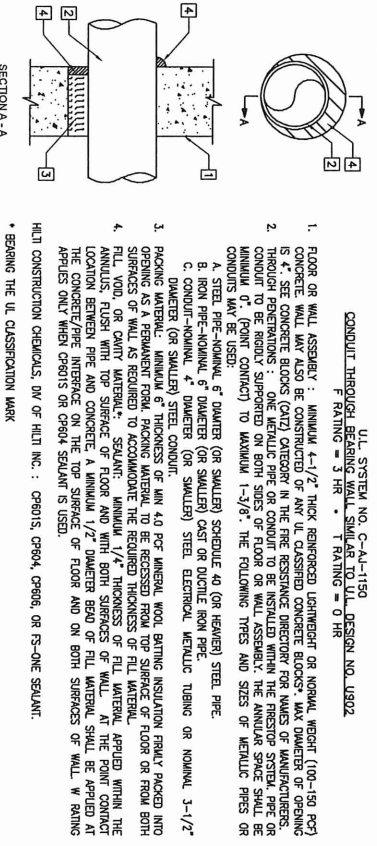 U.L. SYSTEM NO. C-AJ-1150
CONDUIT THROUGH BEARING WALL SIMILAR TO U.L. DESIGN NO. U902
F RATING = 3 HR * T RATING = 0 HR
1. FLOOR OR WALL ASSEMBLY : MINIMUM 4-1/2" THICK REINFORCED LIGHTWEIGHT OR NORMAL WEIGHT (100-150 PCF)
CONCRETE. WALL MAY ALSO BE CONSTRUCTED OF ANY UL CLASSIFIED CONCRETE BLOCKS*. MAX DIAMETER OF OPENING
IS 4". SEE CONCRETE BLOCKS (CAZT) CATEGORY IN THE FIRE RESISTANCE DIRECTORY FOR NAMES OF MANUFACTURERS.
2. THROUGH PENETRATIONS : ONE METALLIC PIPE OR CONDUIT TO BE INSTALLED WITHIN THE FIRESTOP SYSTEM. PIPE OR
CONDUIT TO BE RIGIDLY SUPPORTED ON BOTH SIDES OF FLOOR OR WALL ASSEMBLY. THE ANNULAR SPACE SHALL BE
MINIMUM 0". (POINT CONTACT) TO MAXIMUM 1-3/8". THE FOLLOWING TYPES AND SIZES OF METALLIC PIPES OR
CONDUITS MAY BE USED:
A. STEEL PIPE-NOMINAL 6" DIAMTER (OR SMALLER) SCHEDULE 40 (OR HEAVIER) STEEL PIPE.
B. IRON PIPE-NOMINAL 6" DIAMETER (OR SMALLER) CAST OR DUCTILE IRON PIPE.
C. CONDUIT-NOMINAL 4" DIAMETER (OR SMALLER) STEEL ELECTRICAL METALLIC TUBING OR NOMINAL 3-1/2"
DIAMETER (OR SMALLER) STEEL CONDUIT.
3. PACKING MATERIAL: MINIMUM 6" THICKNESS OF MIN 4.0 PCF MINERAL WOOL BATTING INSULATION FIRMLY PACKED INTO
OPENING AS A PERMANENT FORM. PACKING MATERIAL TO BE RECESSED FROM TOP SURFACE OF FLOOR OR FROM BOTH
SURFACES OF WALL AS REQUIRED TO ACCOMMODATE THE REQUIRED THICKNESS OF FILL MATERIAL.
4. FILL, VOID, OR CAVITY MATERIAL*: SEALANT: MINIMUM 1/4" THICKNESS OF FILL MATERIAL APPLIED WITHIN THE
ANNULUS, FLUSH WITH TOP SURFACE OF FLOOR AND WITH BOTH SURFACES OF WALL. AT THE POINT CONTACT
LOCATION BETWEEN PIPE AND CONCRETE, A MINIMUM 1/2" DIAMETER BEAD OF FILL MATERIAL SHALL BE APPLIED AT
THE CONCRETE/PIPE INTERFACE ON THE TOP SURFACE OF FLOOR AND ON BOTH SURFACES OF WALL. W RATING
APPLIES ONLY WHEN CP601S OR CP604 SEALANT IS USED.
HILTI CONSTRUCTION CHEMICALS, DIV OF HILTI INC. : CP601S, CP604, CP606, OR FS-ONE SEALANT.
* BEARING THE UL CLASSIFICATION MARK
A
A
4
2
4
2
1
3
SECTION A-A